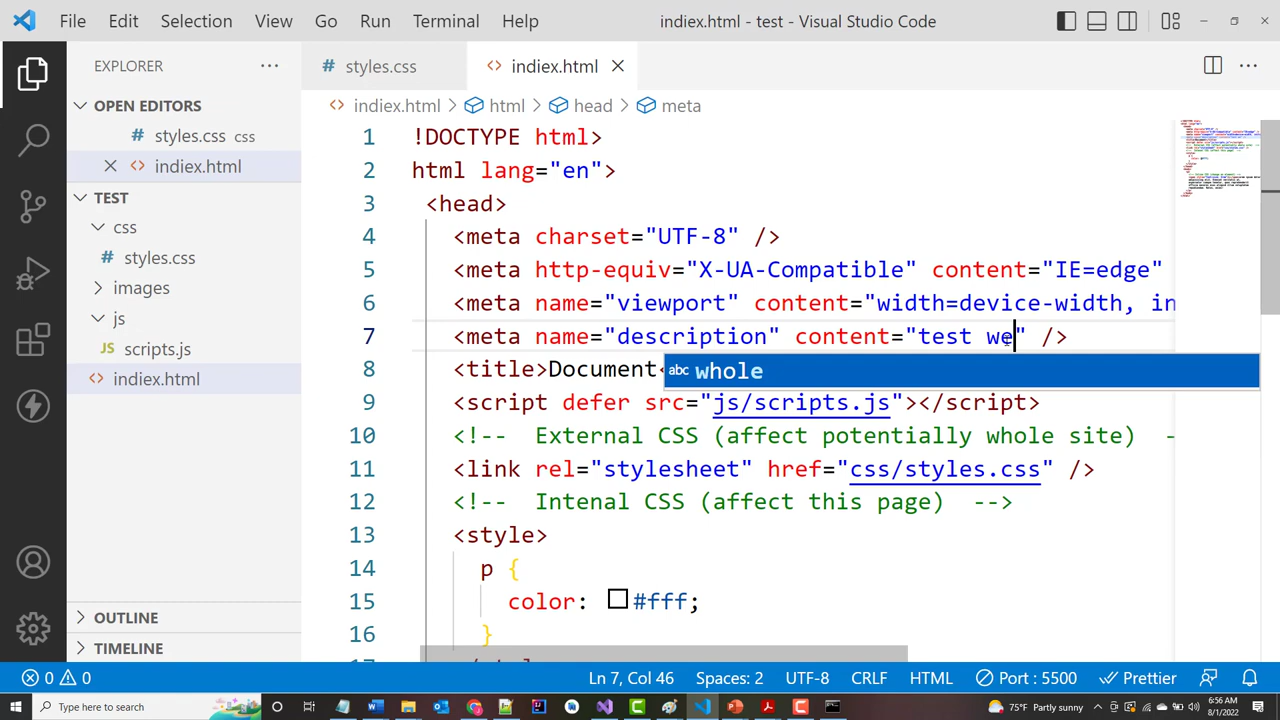 File Edit Selection View Go Run Terminal Help indiex.html - test - Visual Studio Code
EXPLORER
OPEN EDITORS
# styles.css css
<> indiex.html
TEST
css
# styles.css
images
js
JS scripts.js
<> indiex.html
OUTLINE
TIMELINE
# styles.css
<> indiex.html
<> indiex.html > html > head > meta
1 !DOCTYPE html>
2 html lang="en">
3 <head>
4 <meta charset="UTF-8" />
5 <meta http-equiv="X-UA-Compatible" content="IE=edge"
6 <meta name="viewport" content="width=device-width, in
7 <meta name="description" content="test we" />
8 <title>Document<
abc whole
9 <script defer src="js/scripts.js"></script>
10 <!-- External CSS (affect potentially whole site) -
11 <link rel="stylesheet" href="css/styles.css" />
12 <!-- Intenal CSS (affect this page) -->
13 <style>
14 p {
15 color: #fff;
16 }
0 0 Ln 7, Col 46 Spaces: 2 UTF-8 CRLF HTML Port : 5500 Prettier
Type here to search
75°F Partly sunny
6:56 AM
8/1/2022